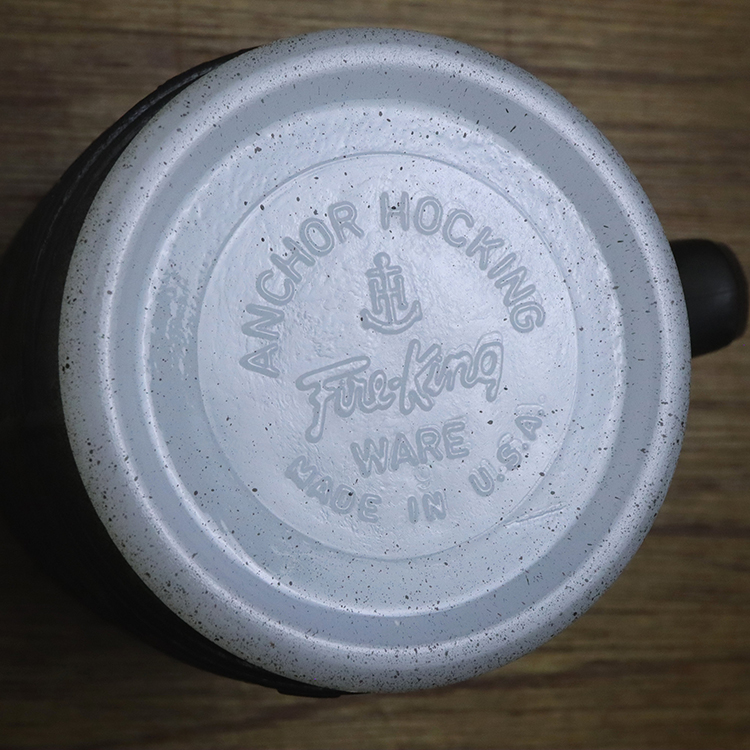 ANCHOR HOCKING
Fire-King
WARE
MADE IN U.S.A.